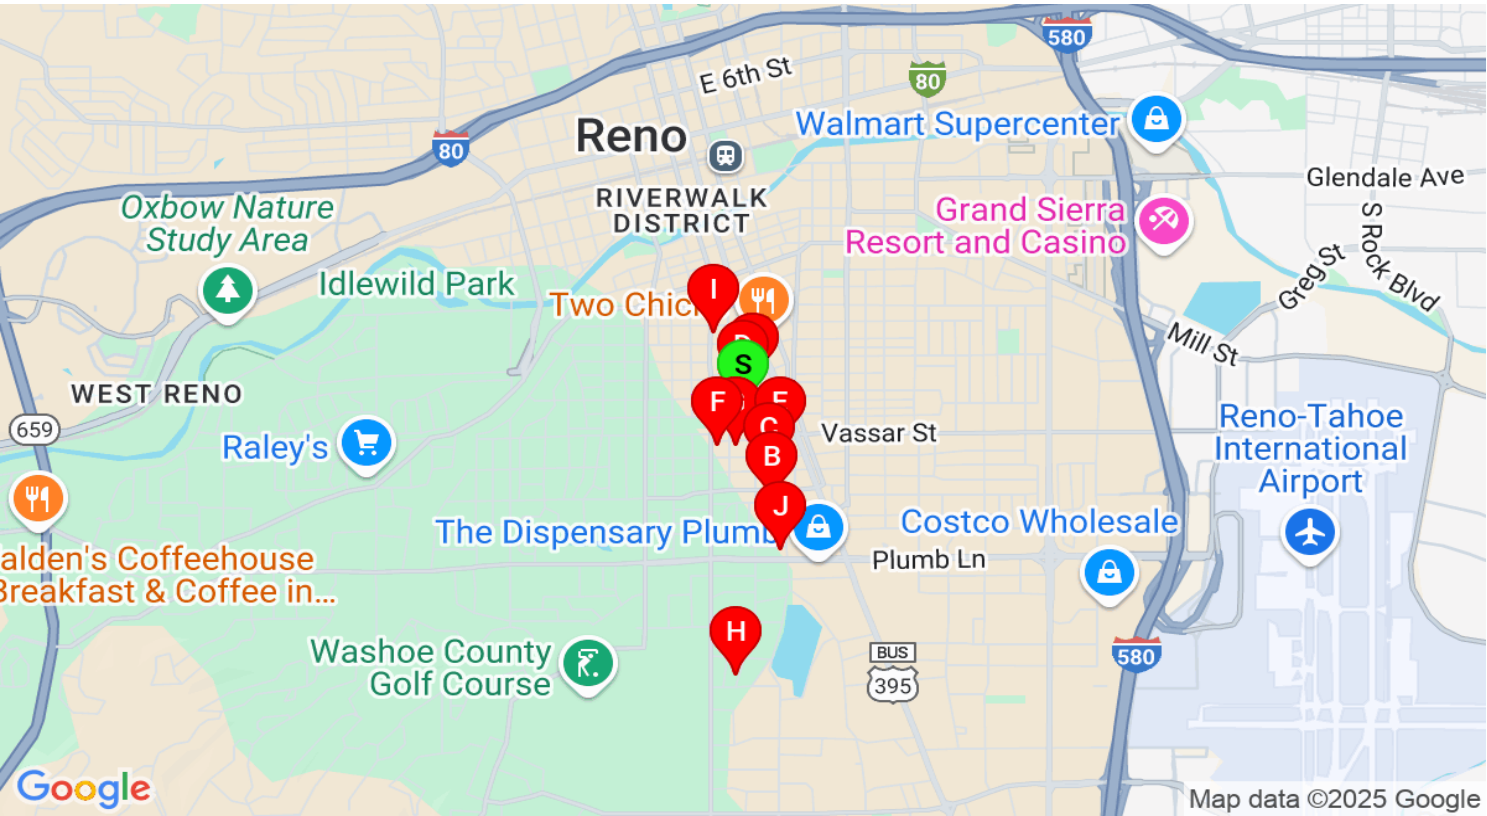 580
E 6th St
80
Walmart Supercenter
Reno
80
Glendale Ave
RIVERWALK
DISTRICT
Oxbow Nature
Study Area
Grand Sierra
Resort and Casino
S Rock Blvd
Greg St
Idlewild Park
I
Two Chic
Mill St
S
WEST RENO
F
E
C
Vassar St
Reno-Tahoe
International
Airport
659
Raley's
B
J
The Dispensary Plumb
Costco Wholesale
Plumb Ln
alden's Coffeehouse
Breakfast & Coffee in...
H
Washoe County
Golf Course
BUS
395
580
Google
Map data ©2025 Google